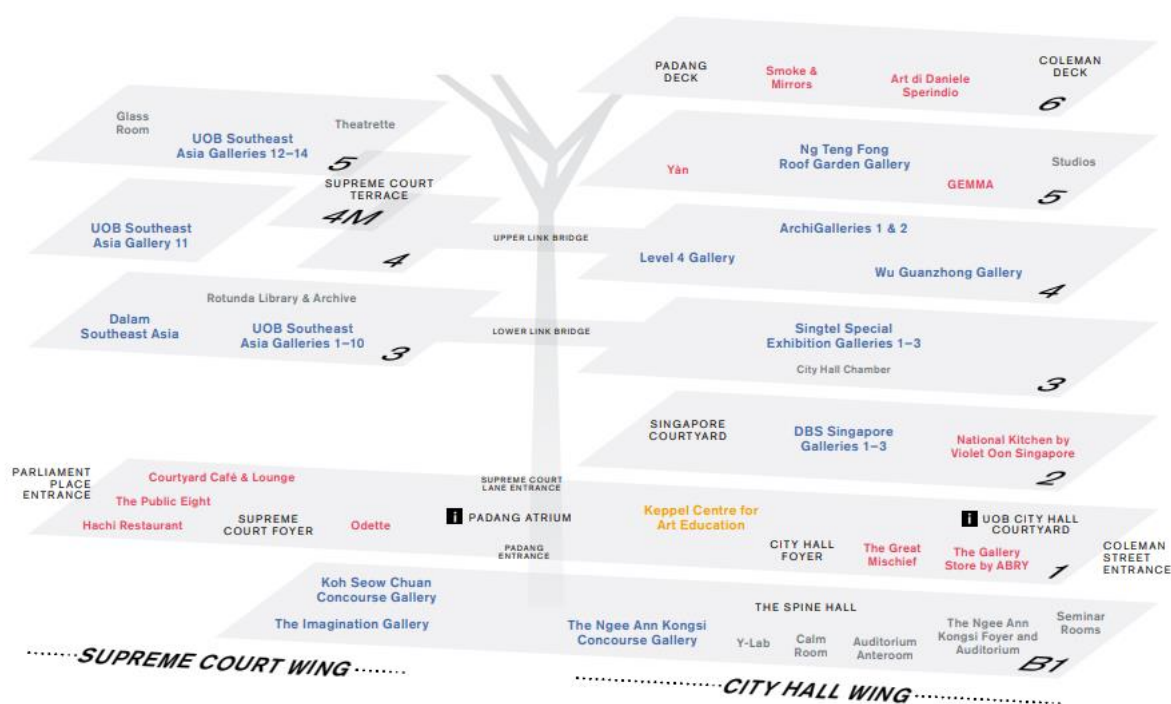 PADANG
DECK
Smoke &
Mirrors
Art di Daniele
Sperindio
COLEMAN
DECK
6
Glass
Room
UOB Southeast
Asia Galleries 12–14
Theatrette
5
Yàn
Ng Teng Fong
Roof Garden Gallery
GEMMA
Studios
5
SUPREME COURT
TERRACE
4M
UOB Southeast
Asia Gallery 11
4
UPPER LINK BRIDGE
Level 4 Gallery
ArchiGalleries 1 & 2
Wu Guanzhong Gallery
4
Rotunda Library & Archive
Dalam
Southeast Asia
UOB Southeast
Asia Galleries 1–10
3
LOWER LINK BRIDGE
Singtel Special
Exhibition Galleries 1–3
City Hall Chamber
3
SINGAPORE
COURTYARD
DBS Singapore
Galleries 1–3
National Kitchen by
Violet Oon Singapore
2
PARLIAMENT
PLACE
ENTRANCE
Courtyard Café & Lounge
The Public Eight
Hachi Restaurant
SUPREME
COURT FOYER
Odette
SUPREME COURT
LANE ENTRANCE
i PADANG ATRIUM
PADANG
ENTRANCE
Keppel Centre for
Art Education
CITY HALL
FOYER
The Great
Mischief
i UOB CITY HALL
COURTYARD
The Gallery
Store by ABRY
1
COLEMAN
STREET
ENTRANCE
Koh Seow Chuan
Concourse Gallery
The Imagination Gallery
The Ngee Ann Kongsi
Concourse Gallery
THE SPINE HALL
Y-Lab
Calm
Room
Auditorium
Anteroom
The Ngee Ann
Kongsi Foyer and
Auditorium
Seminar
Rooms
B1
SUPREME COURT WING
CITY HALL WING